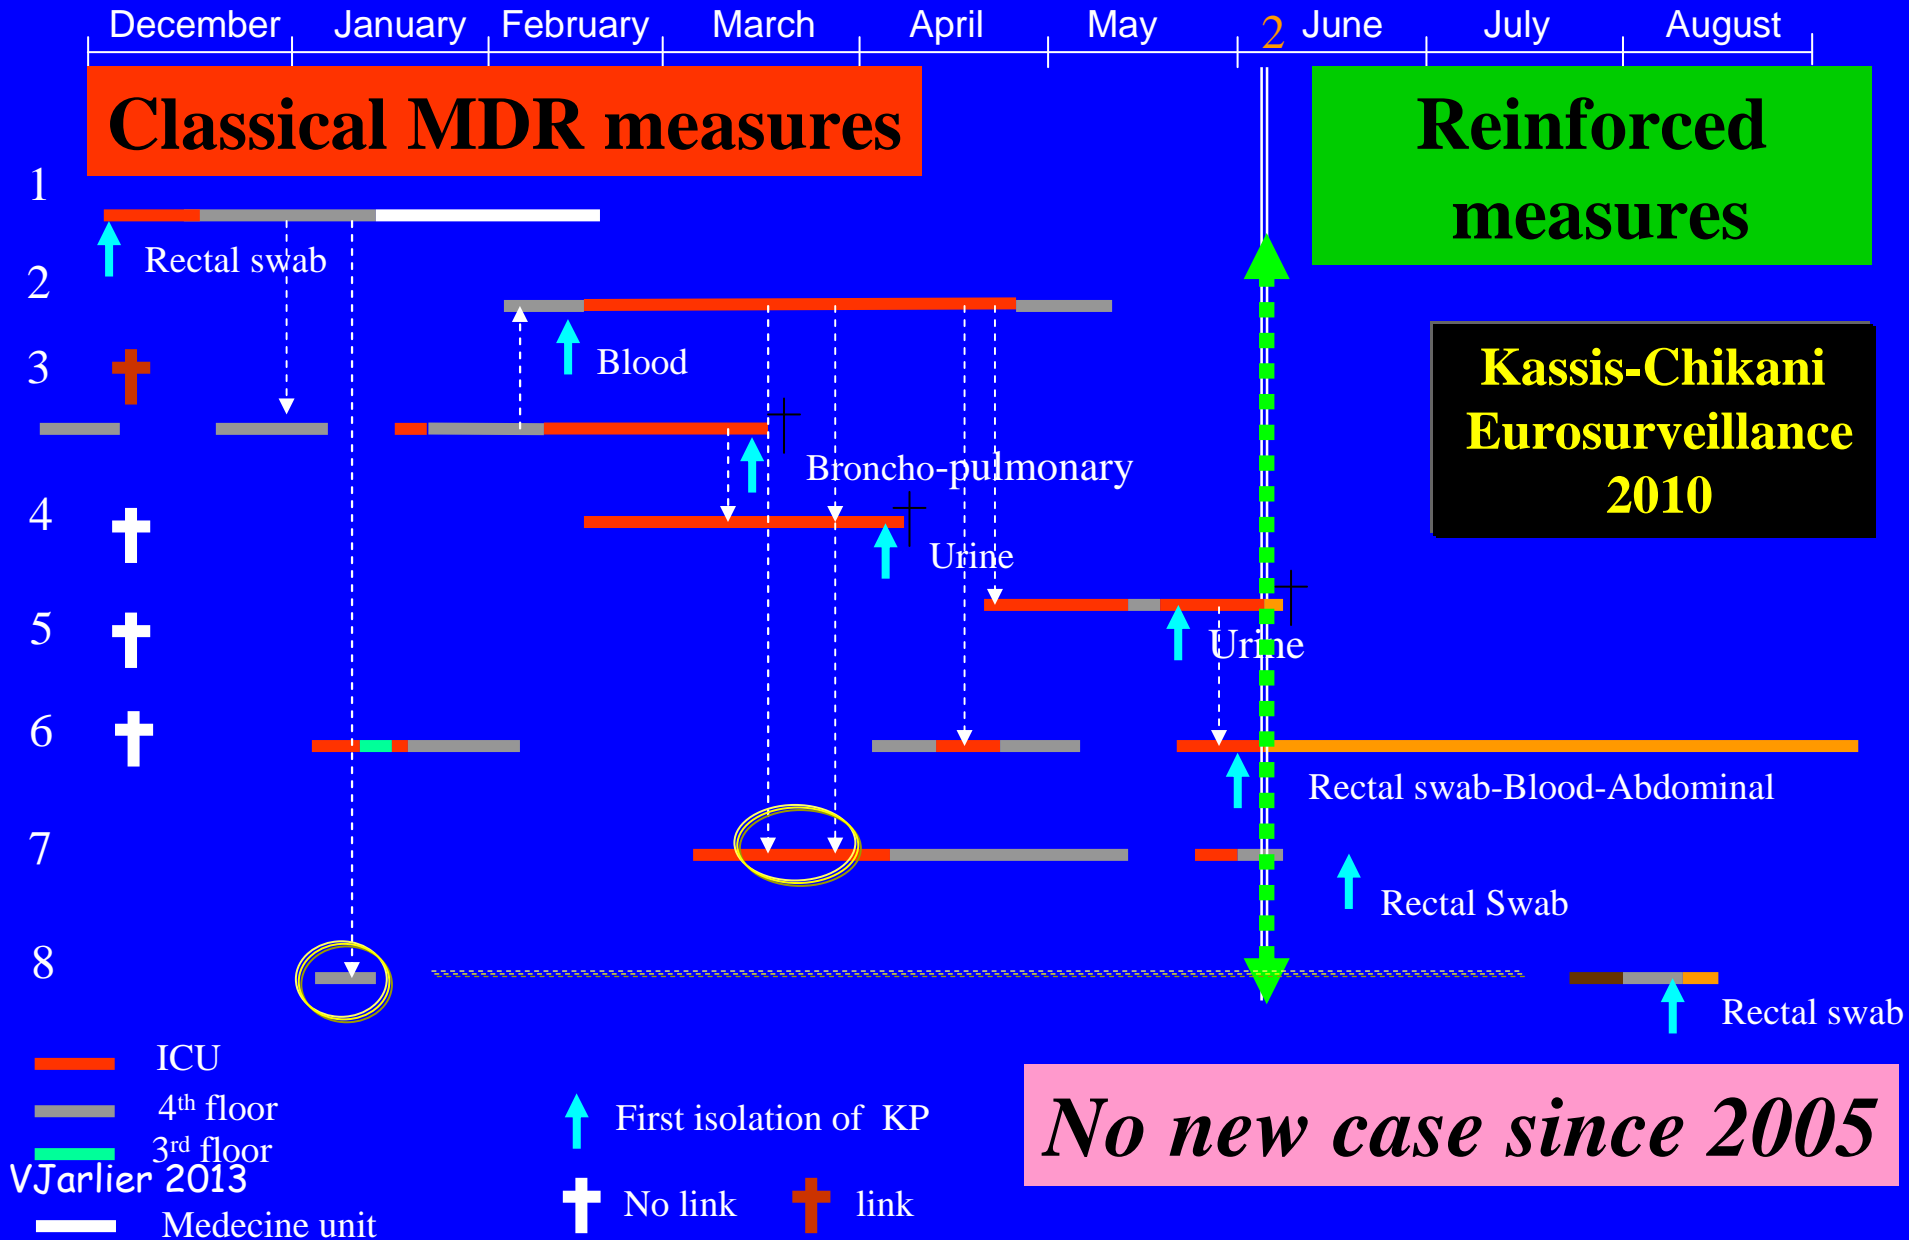 December January February March April May 2 June July August
Classical MDR measures
Reinforced
measures
1
Rectal swab
2
Blood
3
Kassis-Chikani
Eurosurveillance
2010
Broncho-pulmonary
4
Urine
5
Urine
6
Rectal swab-Blood-Abdominal
7
Rectal Swab
8
Rectal swab
ICU
4th floor
3rd floor
VJarlier 2013
Medecine unit
First isolation of KP
No link
link
No new case since 2005